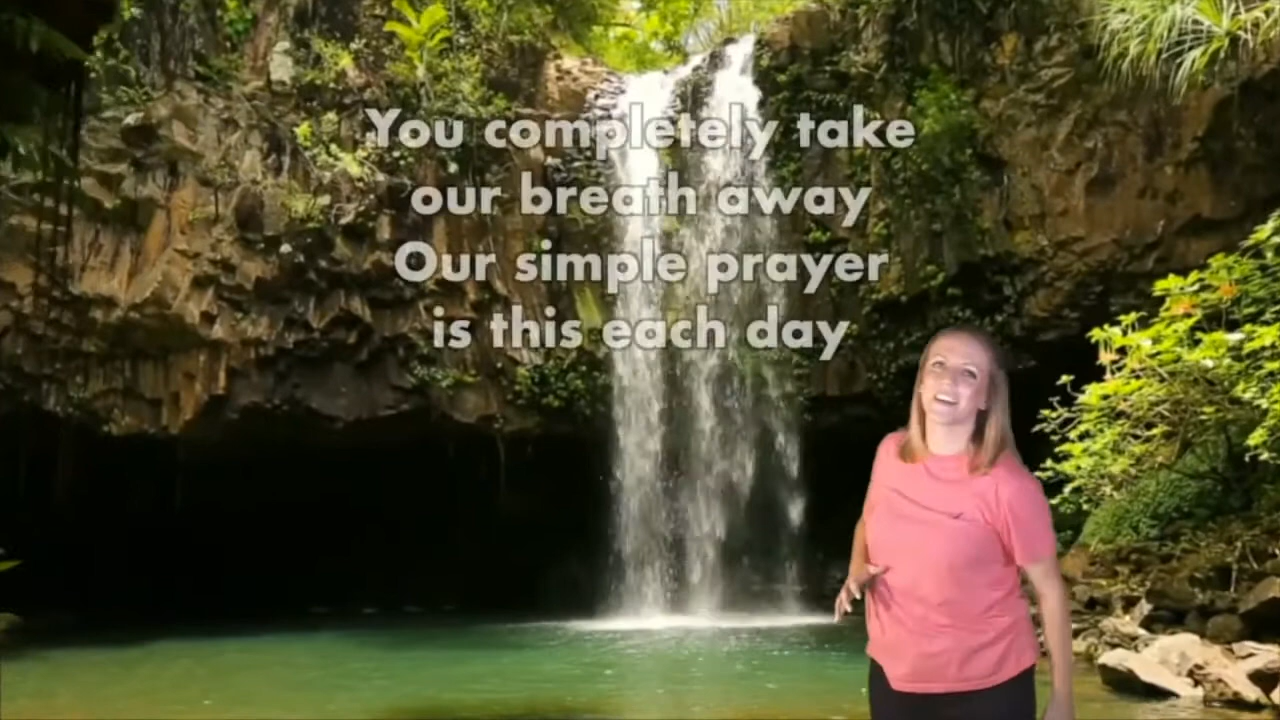 You completely take
our breath away
Our simple prayer
is this each day